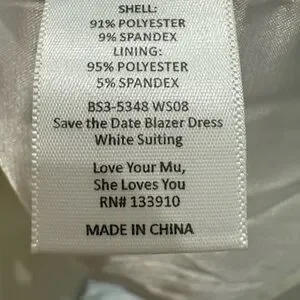 SHELL:
91% POLYESTER
9% SPANDEX
LINING:
95% POLYESTER
5% SPANDEX
BS3-5348 WS08
Save the Date Blazer Dress
White Suiting
Love Your Mu,
She Loves You
RN# 133910
MADE IN CHINA